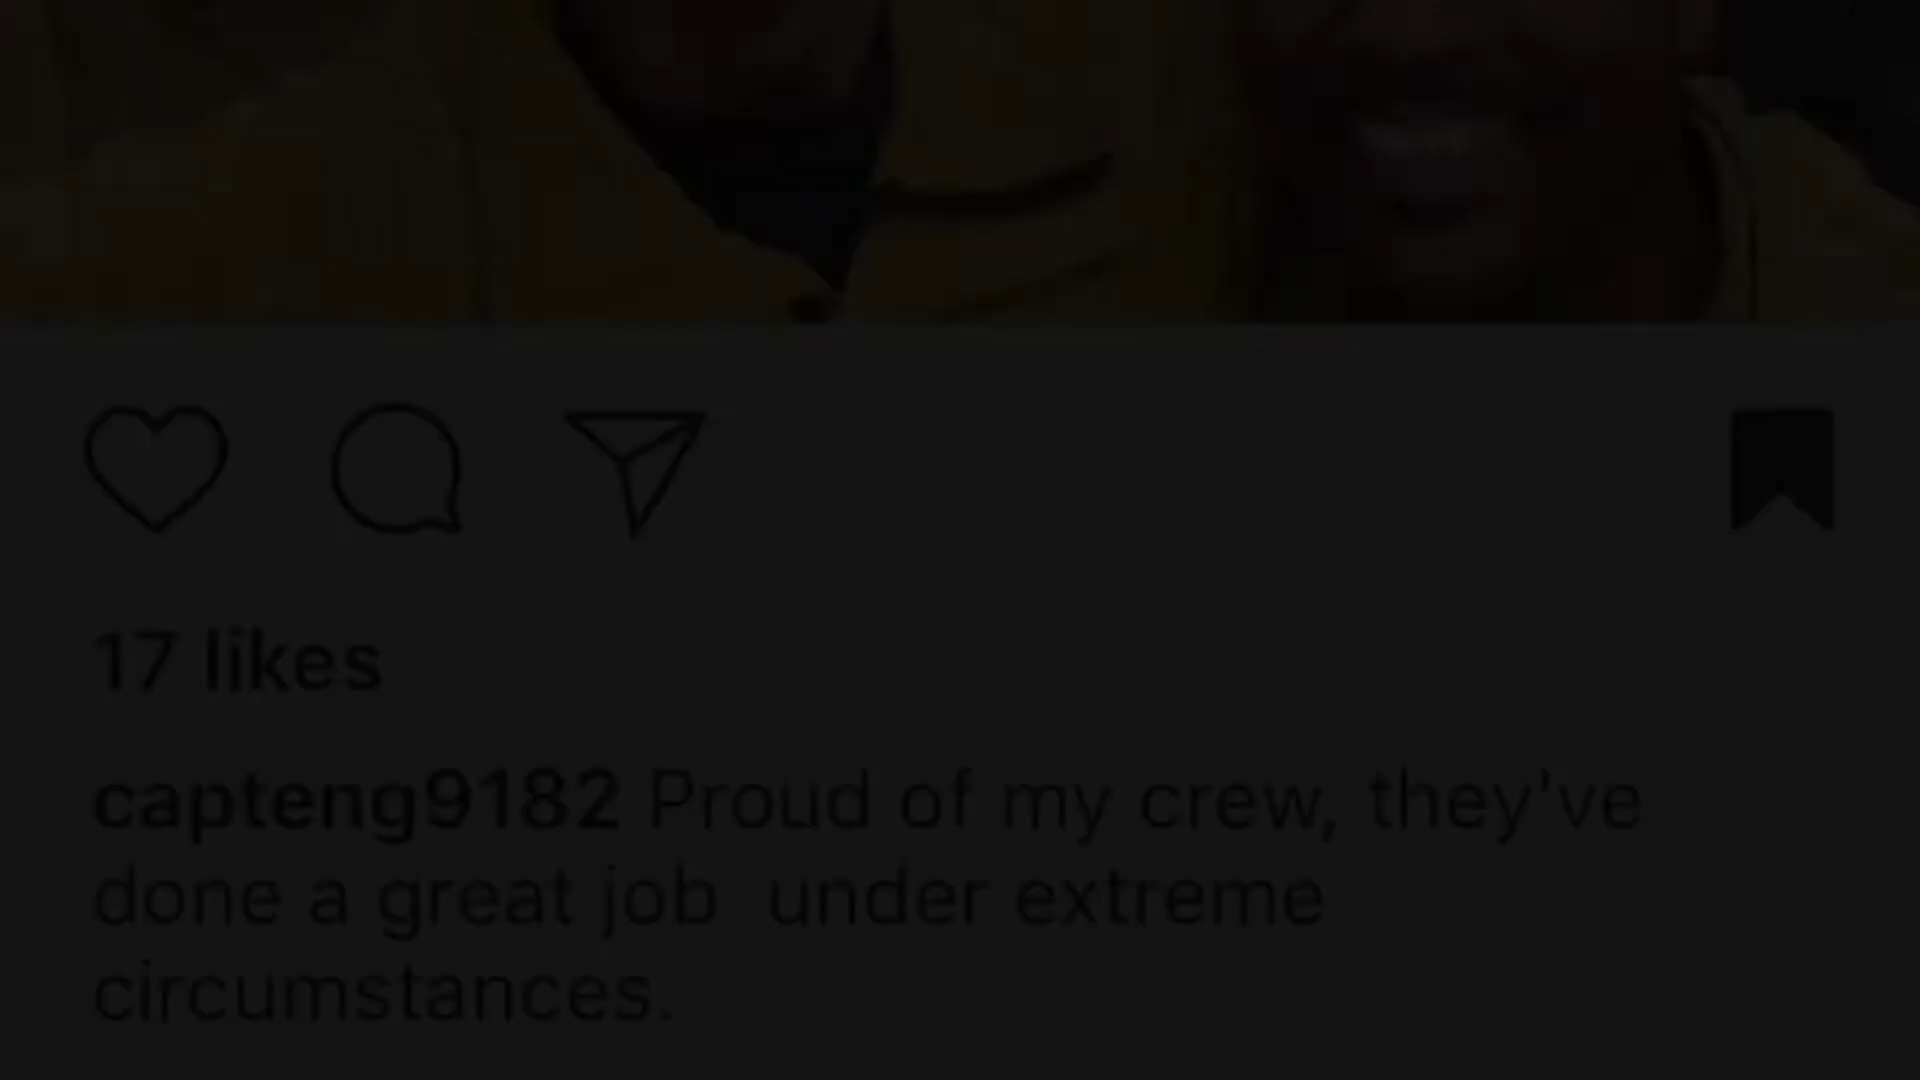 17 likes
capteng9182 Proud of my crew, they've
done a great job  under extreme
circumstances.